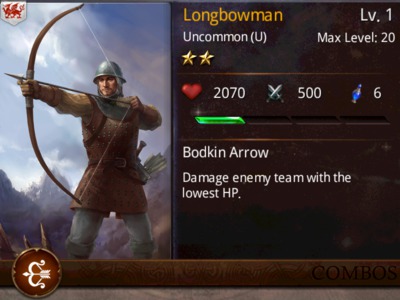 Longbowman Lv. 1
Uncommon (U) Max Level: 20
2070 500 6
Bodkin Arrow
Damage enemy team with the
lowest HP.
COMBOS